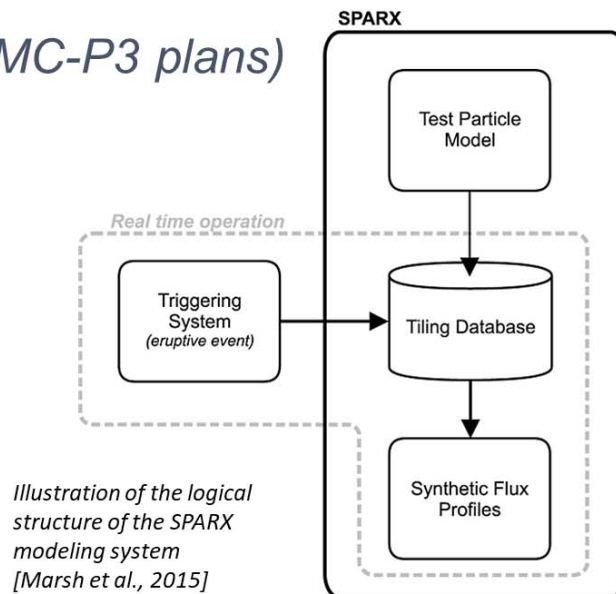 MC-P3 plans)
SPARX
Test Particle
Model
Real time operation
Triggering
System
(eruptive event)
Tiling Database
Synthetic Flux
Profiles
Illustration of the logical
structure of the SPARX
modeling system
[Marsh et al., 2015]